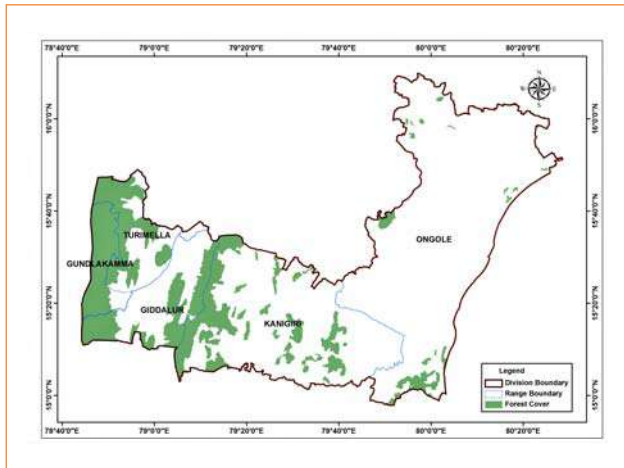 78°40'0"E 79°0'0"E 79°20'0"E 79°40'0"E 80°0'0"E 80°20'0"E
N
W E
S
16°0'0"N 16°0'0"N
15°40'0"N 15°40'0"N
TURIMELLA
ONGOLE
GUNDLAKAMMA
15°20'0"N 15°20'0"N
GIDDALUR
KANIGIRI
Legend
Division Boundary
Range Boundary
Forest Cover
15°0'0"N 15°0'0"N
78°40'0"E 79°0'0"E 79°20'0"E 79°40'0"E 80°0'0"E 80°20'0"E